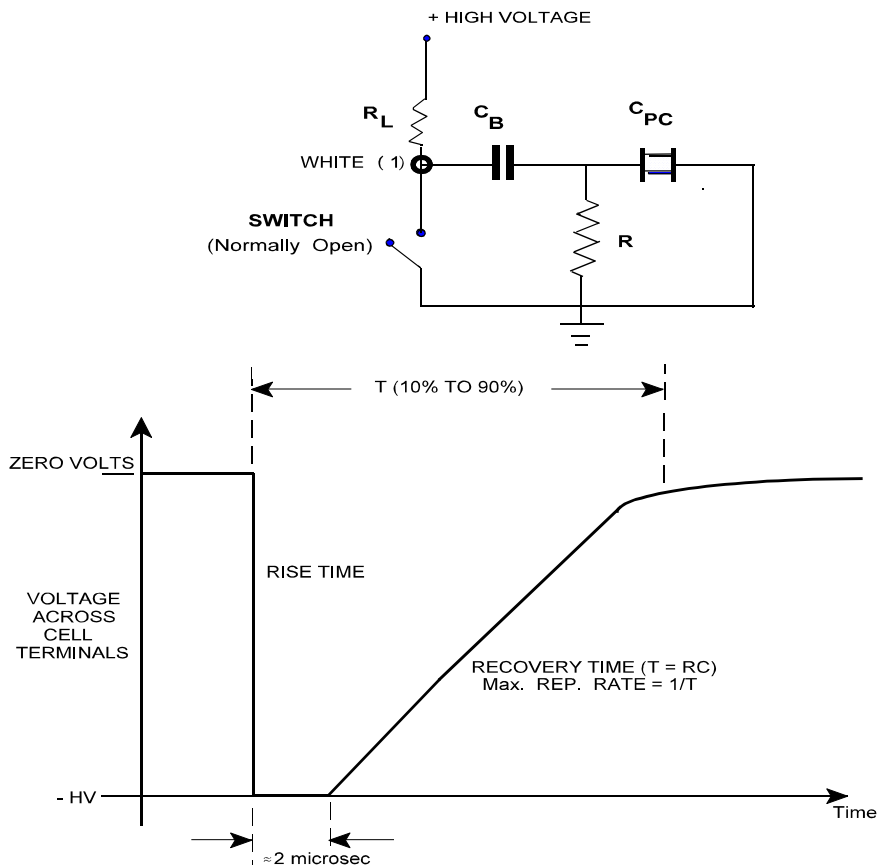 + HIGH VOLTAGE
R L
C B
C PC
WHITE ( 1)
SWITCH
(Normally Open)
R
T (10% TO 90%)
ZERO VOLTS
RISE TIME
VOLTAGE
ACROSS
CELL
TERMINALS
RECOVERY TIME (T = RC)
Max. REP. RATE = 1/T
- HV
Time
≈2 microsec